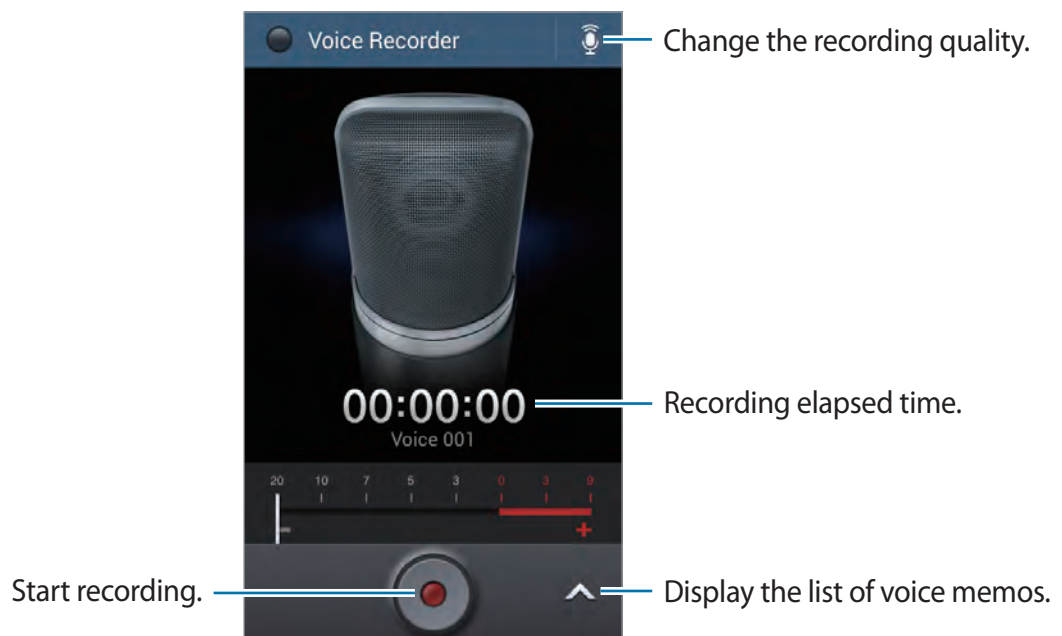 Voice Recorder
Change the recording quality.
00:00:00
Recording elapsed time.
Voice 001
20 10 7 5 3 0 3 9
- +
Start recording.
Display the list of voice memos.